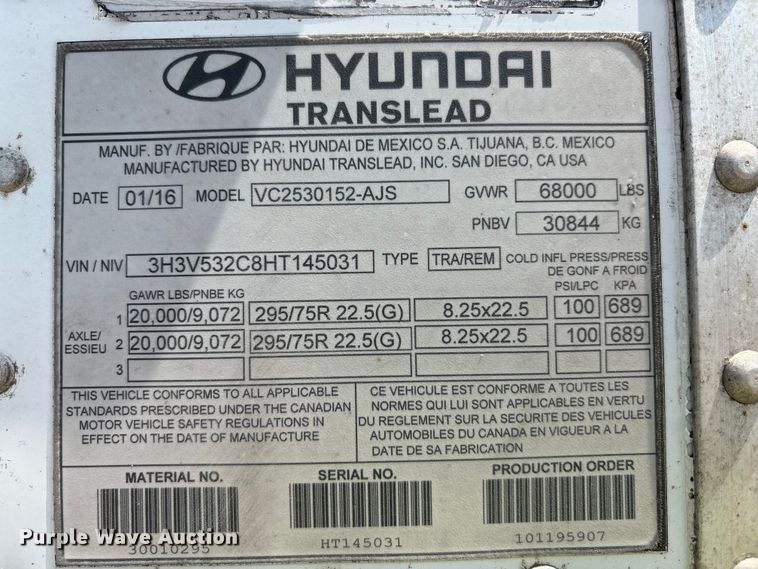 HYUNDAI
TRANSLEAD
MANUF. BY /FABRIQUE PAR: HYUNDAI DE MEXICO S.A. TIJUANA, B.C. MEXICO
MANUFACTURED BY HYUNDAI TRANSLEAD, INC. SAN DIEGO, CA USA
DATE 01/16 MODEL VC2530152-AJS GVWR 68000 LBS
PNBV 30844 KG
VIN / NIV 3H3V532C8HT145031 TYPE TRA/REM COLD INFL PRESS/PRESS
DE GONF A FROID
GAWR LBS/PNBE KG PSI/LPC KPA
1 20,000/9,072 295/75R 22.5(G) 8.25x22.5 100 689
AXLE/
ESSIEU
2 20,000/9,072 295/75R 22.5(G) 8.25x22.5 100 689
3
THIS VEHICLE CONFORMS TO ALL APPLICABLE
STANDARDS PRESCRIBED UNDER THE CANADIAN
MOTOR VEHICLE SAFETY REGULATIONS IN
EFFECT ON THE DATE OF MANUFACTURE
CE VEHICULE EST CONFORME A TOUTES LES
NORMES QUI LUI SONT APPLICABLES EN VERTU
DU REGLEMENT SUR LA SECURITE DES VEHICULES
AUTOMOBILES DU CANADA EN VIGUEUR A LA
DATE DE SA FABRICATION
MATERIAL NO. SERIAL NO. PRODUCTION ORDER
30010295 HT145031 101195907
Purple Wave Auction